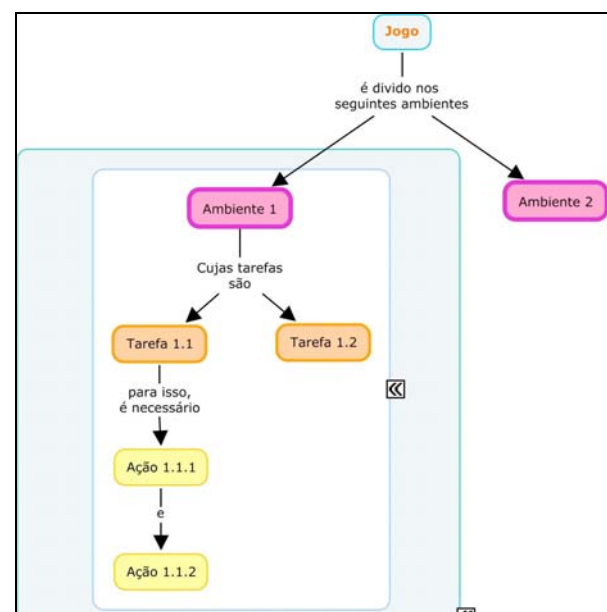 Jogo
é divido nos
seguintes ambientes
Ambiente 1
Ambiente 2
Cujas tarefas
são
Tarefa 1.1
Tarefa 1.2
para isso,
é necessário
Ação 1.1.1
e
Ação 1.1.2